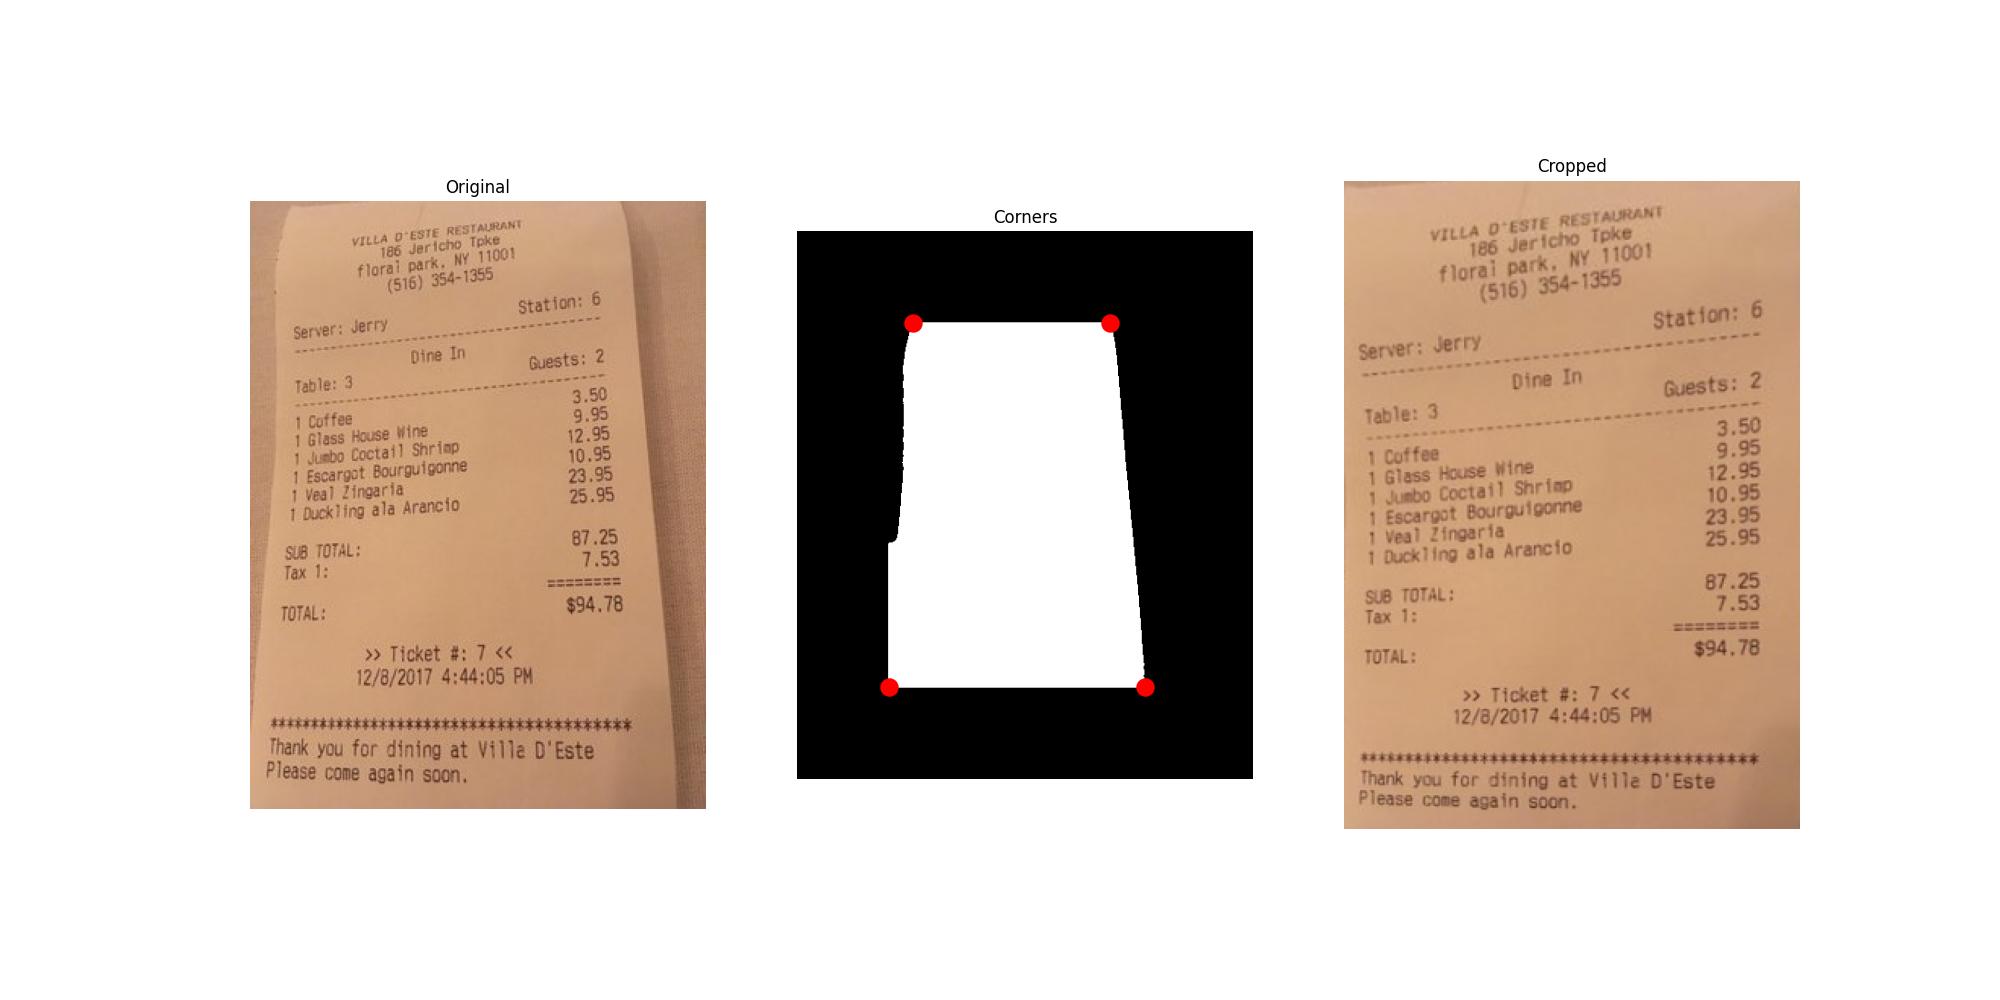 Original
VILLA D'ESTE RESTAURANT
186 Jericho Tpke
floral park, NY 11001
(516) 354-1355
Station: 6
Server: Jerry
Dine In
Guests: 2
Table: 3
1 Coffee 3.50
1 Glass House Wine 9.95
1 Jumbo Coctail Shrimp 12.95
1 Escargot Bourguigonne 10.95
1 Veal Zingaria 23.95
1 Duckling ala Arancio 25.95
SUB TOTAL: 87.25
Tax 1: 7.53
========
TOTAL: $94.78
>> Ticket #: 7 <<
12/8/2017 4:44:05 PM
****************************************
Thank you for dining at Villa D'Este
Please come again soon.
Corners
Cropped
VILLA D'ESTE RESTAURANT
186 Jericho Tpke
floral park, NY 11001
(516) 354-1355
Station: 6
Server: Jerry
Dine In
Guests: 2
Table: 3
1 Coffee 3.50
1 Glass House Wine 9.95
1 Jumbo Coctail Shrimp 12.95
1 Escargot Bourguigonne 10.95
1 Veal Zingaria 23.95
1 Duckling ala Arancio 25.95
SUB TOTAL: 87.25
Tax 1: 7.53
========
TOTAL: $94.78
>> Ticket #: 7 <<
12/8/2017 4:44:05 PM
****************************************
Thank you for dining at Villa D'Este
Please come again soon.